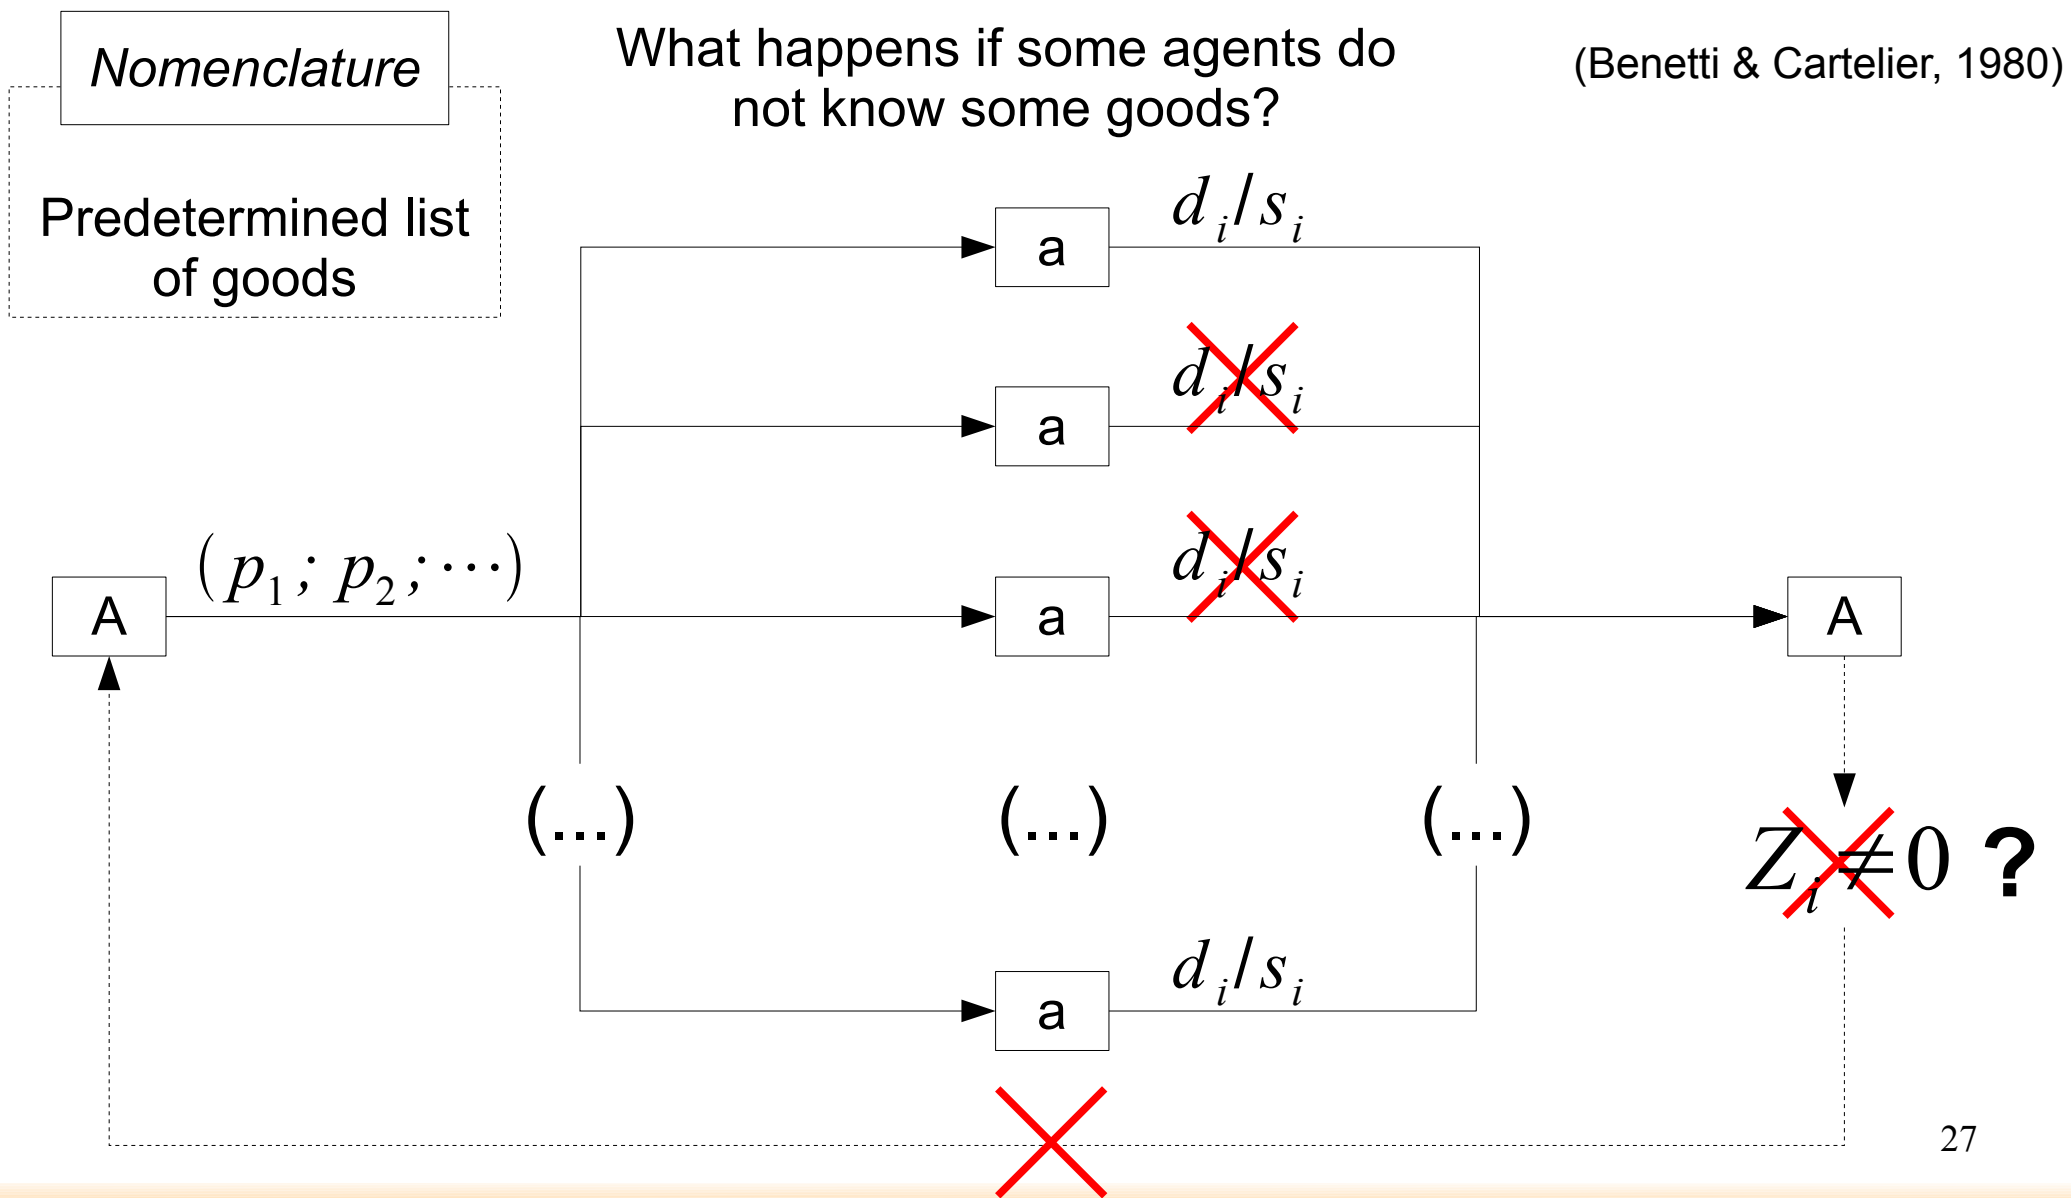 Nomenclature
Predetermined list
of goods
What happens if some agents do
not know some goods?
(Benetti & Cartelier, 1980)
a
d_i/s_i
a
d_i/s_i
(p_1; p_2; ⋯)
A
a
d_i/s_i
A
(...)
(...)
(...)
Z_i≠0 ?
a
d_i/s_i
27